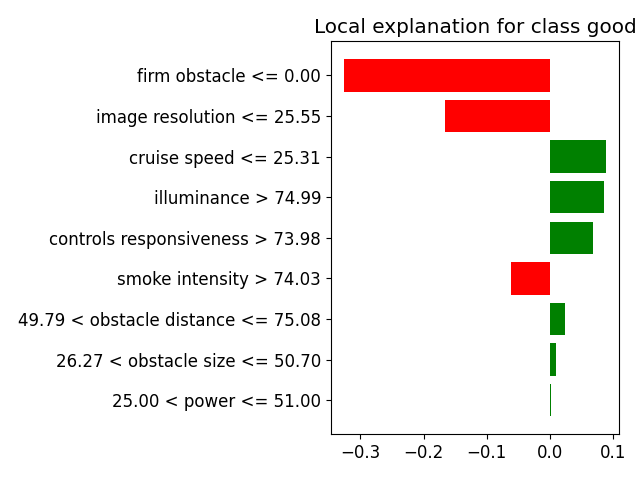 Local explanation for class good
firm obstacle <= 0.00
image resolution <= 25.55
cruise speed <= 25.31
illuminance > 74.99
controls responsiveness > 73.98
smoke intensity > 74.03
49.79 < obstacle distance <= 75.08
26.27 < obstacle size <= 50.70
25.00 < power <= 51.00
−0.3 −0.2 −0.1 0.0 0.1